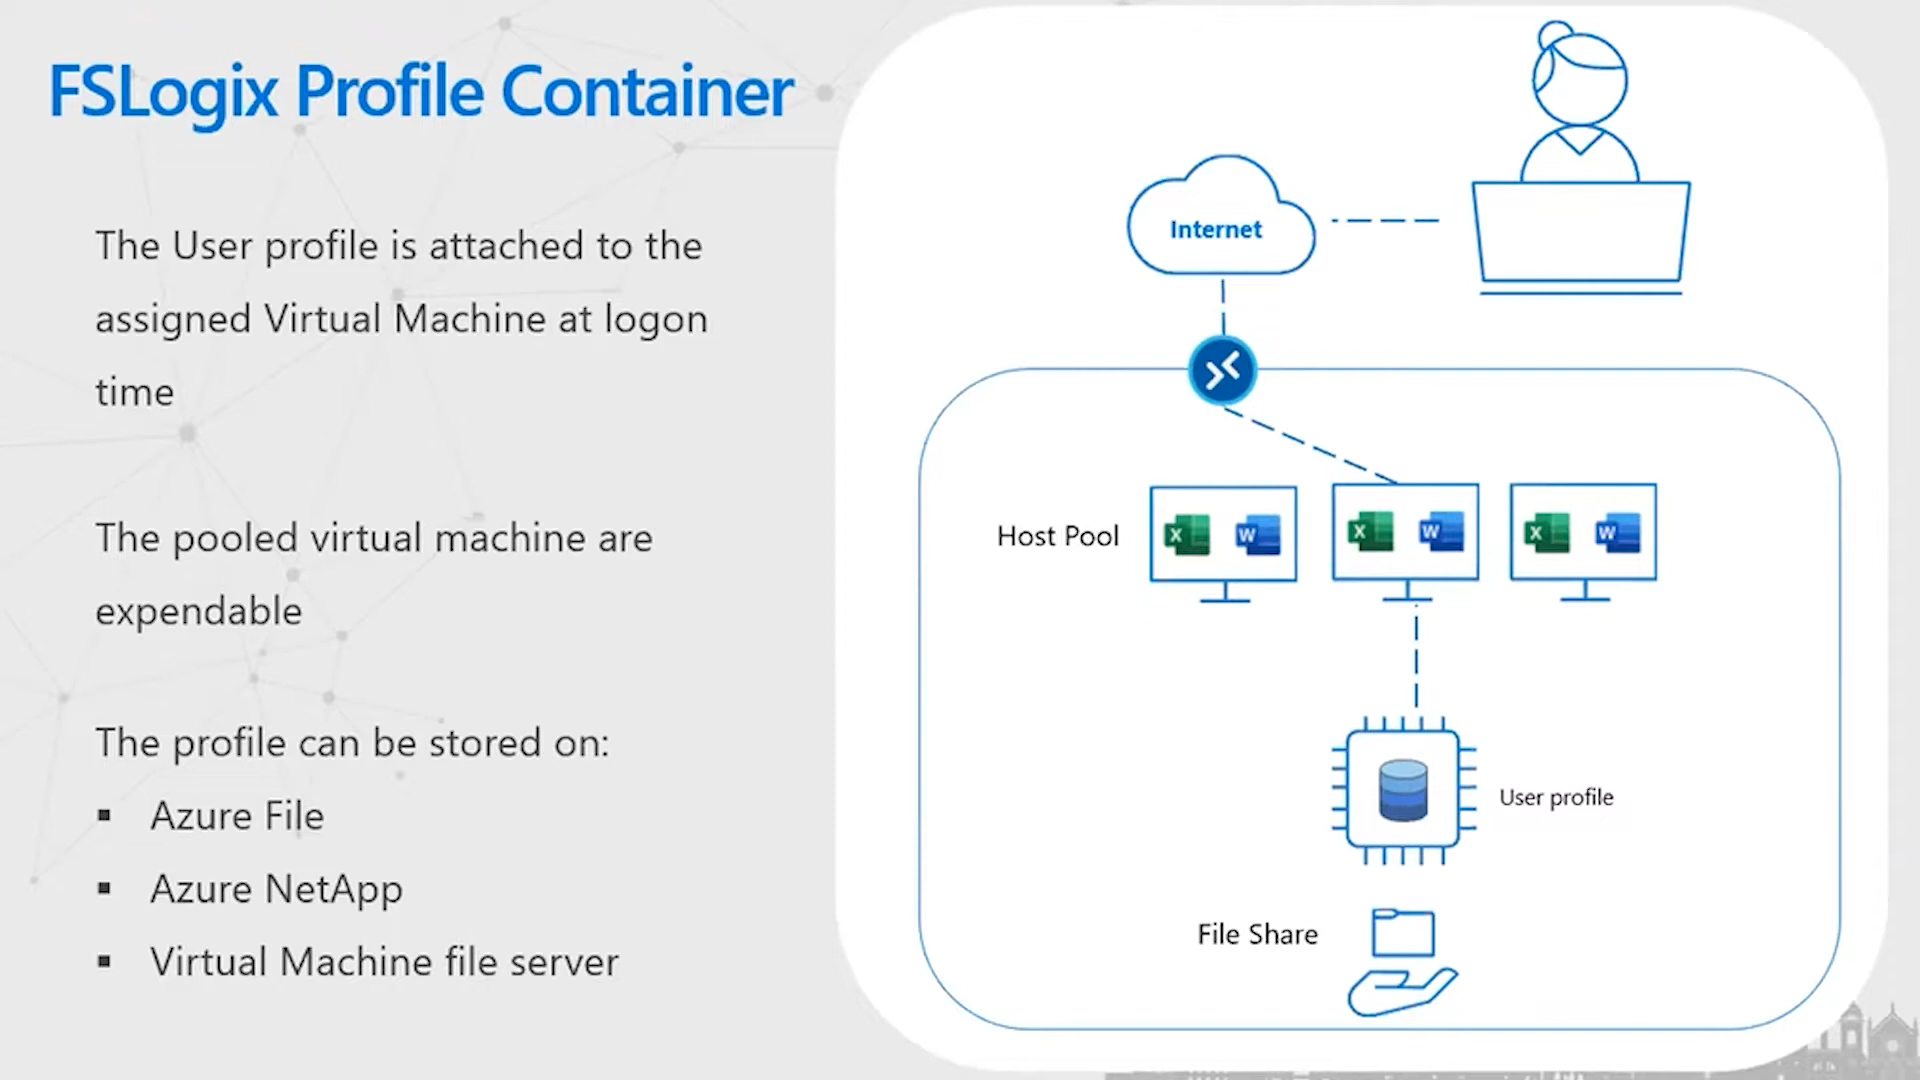 FSLogix Profile Container
The User profile is attached to the
assigned Virtual Machine at logon
time
The pooled virtual machine are
expendable
The profile can be stored on:
▪ Azure File
▪ Azure NetApp
▪ Virtual Machine file server
Internet
Host Pool
X W
X W
X W
User profile
File Share